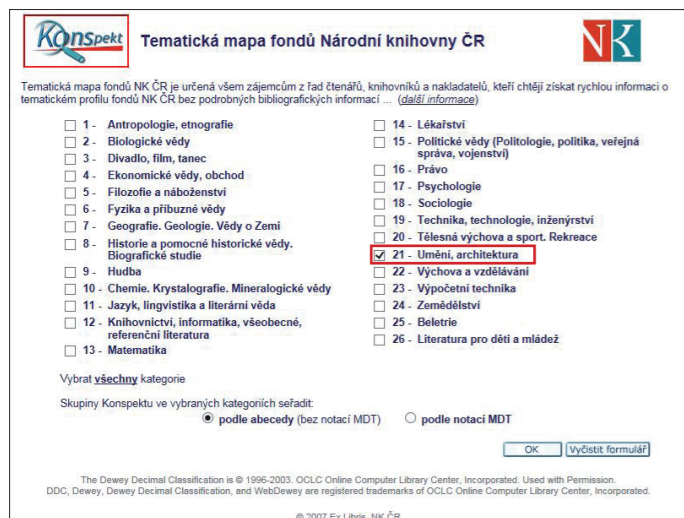 Konspekt
Tematická mapa fondů Národní knihovny ČR
NK
Tematická mapa fondů NK ČR je určená všem zájemcům z řad čtenářů, knihovníků a nakladatelů, kteří chtějí získat rychlou informaci o
tematickém profilu fondů NK ČR bez podrobných bibliografických informací ... (další informace)
1 - Antropologie, etnografie
2 - Biologické vědy
3 - Divadlo, film, tanec
4 - Ekonomické vědy, obchod
5 - Filozofie a náboženství
6 - Fyzika a příbuzné vědy
7 - Geografie. Geologie. Vědy o Zemi
8 - Historie a pomocné historické vědy.
Biografické studie
9 - Hudba
10 - Chemie. Krystalografie. Mineralogické vědy
11 - Jazyk, lingvistika a literární věda
12 - Knihovnictví, informatika, všeobecné,
referenční literatura
13 - Matematika
14 - Lékařství
15 - Politické vědy (Politologie, politika, veřejná
správa, vojenství)
16 - Právo
17 - Psychologie
18 - Sociologie
19 - Technika, technologie, inženýrství
20 - Tělesná výchova a sport. Rekreace
21 - Umění, architektura
22 - Výchova a vzdělávání
23 - Výpočetní technika
24 - Zemědělství
25 - Beletrie
26 - Literatura pro děti a mládež
Vybrat všechny kategorie
Skupiny Konspektu ve vybraných kategoriích seřadit:
podle abecedy (bez notací MDT) podle notací MDT
OK Vyčistit formulář
The Dewey Decimal Classification is © 1996-2003. OCLC Online Computer Library Center, Incorporated. Used with Permission.
DDC, Dewey, Dewey Decimal Classification, and WebDewey are registered trademarks of OCLC Online Computer Library Center, Incorporated.
© 2007 Ex Libris, NK ČR